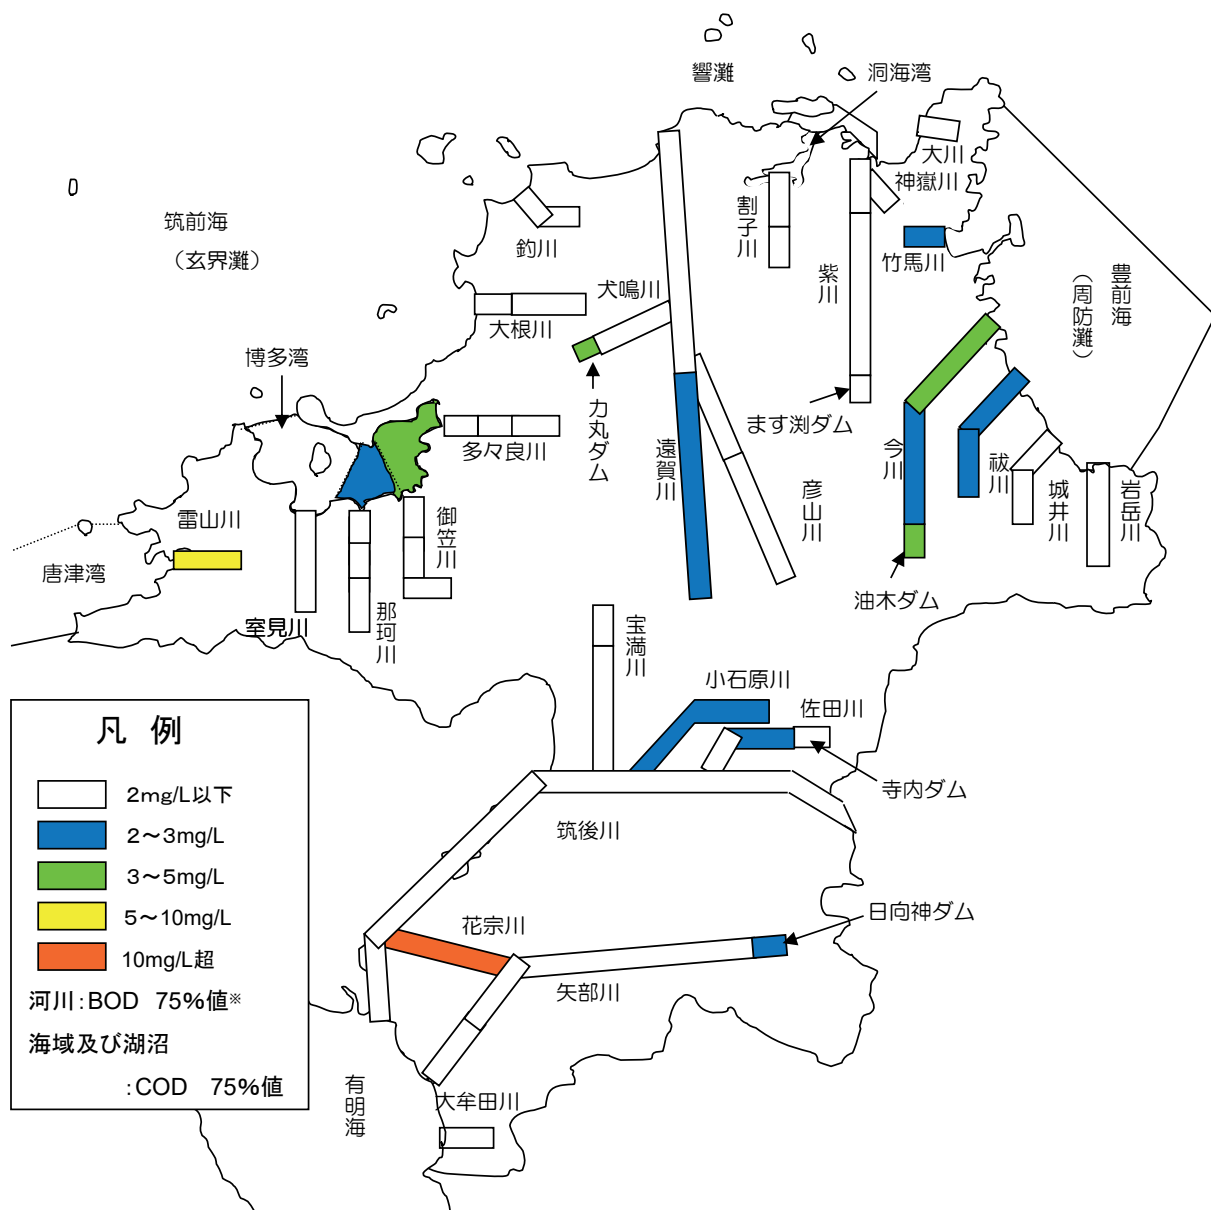 響灘
洞海湾
大川
神嶽川
筑前海
（玄界灘）
釣川
割子川
紫川
竹馬川
豊前海
（周防灘）
犬鳴川
大根川
博多湾
力丸ダム
ます渕ダム
多々良川
遠賀川
彦山川
今川
祓川
城井川
岩岳川
雷山川
御笠川
唐津湾
油木ダム
室見川
那珂川
宝満川
小石原川
佐田川
寺内ダム
筑後川
花宗川
日向神ダム
矢部川
有明海
大牟田川
凡 例
2mg/L以下
2～3mg/L
3～5mg/L
5～10mg/L
10mg/L超
河川：BOD 75%値※
海域及び湖沼
：COD 75%値